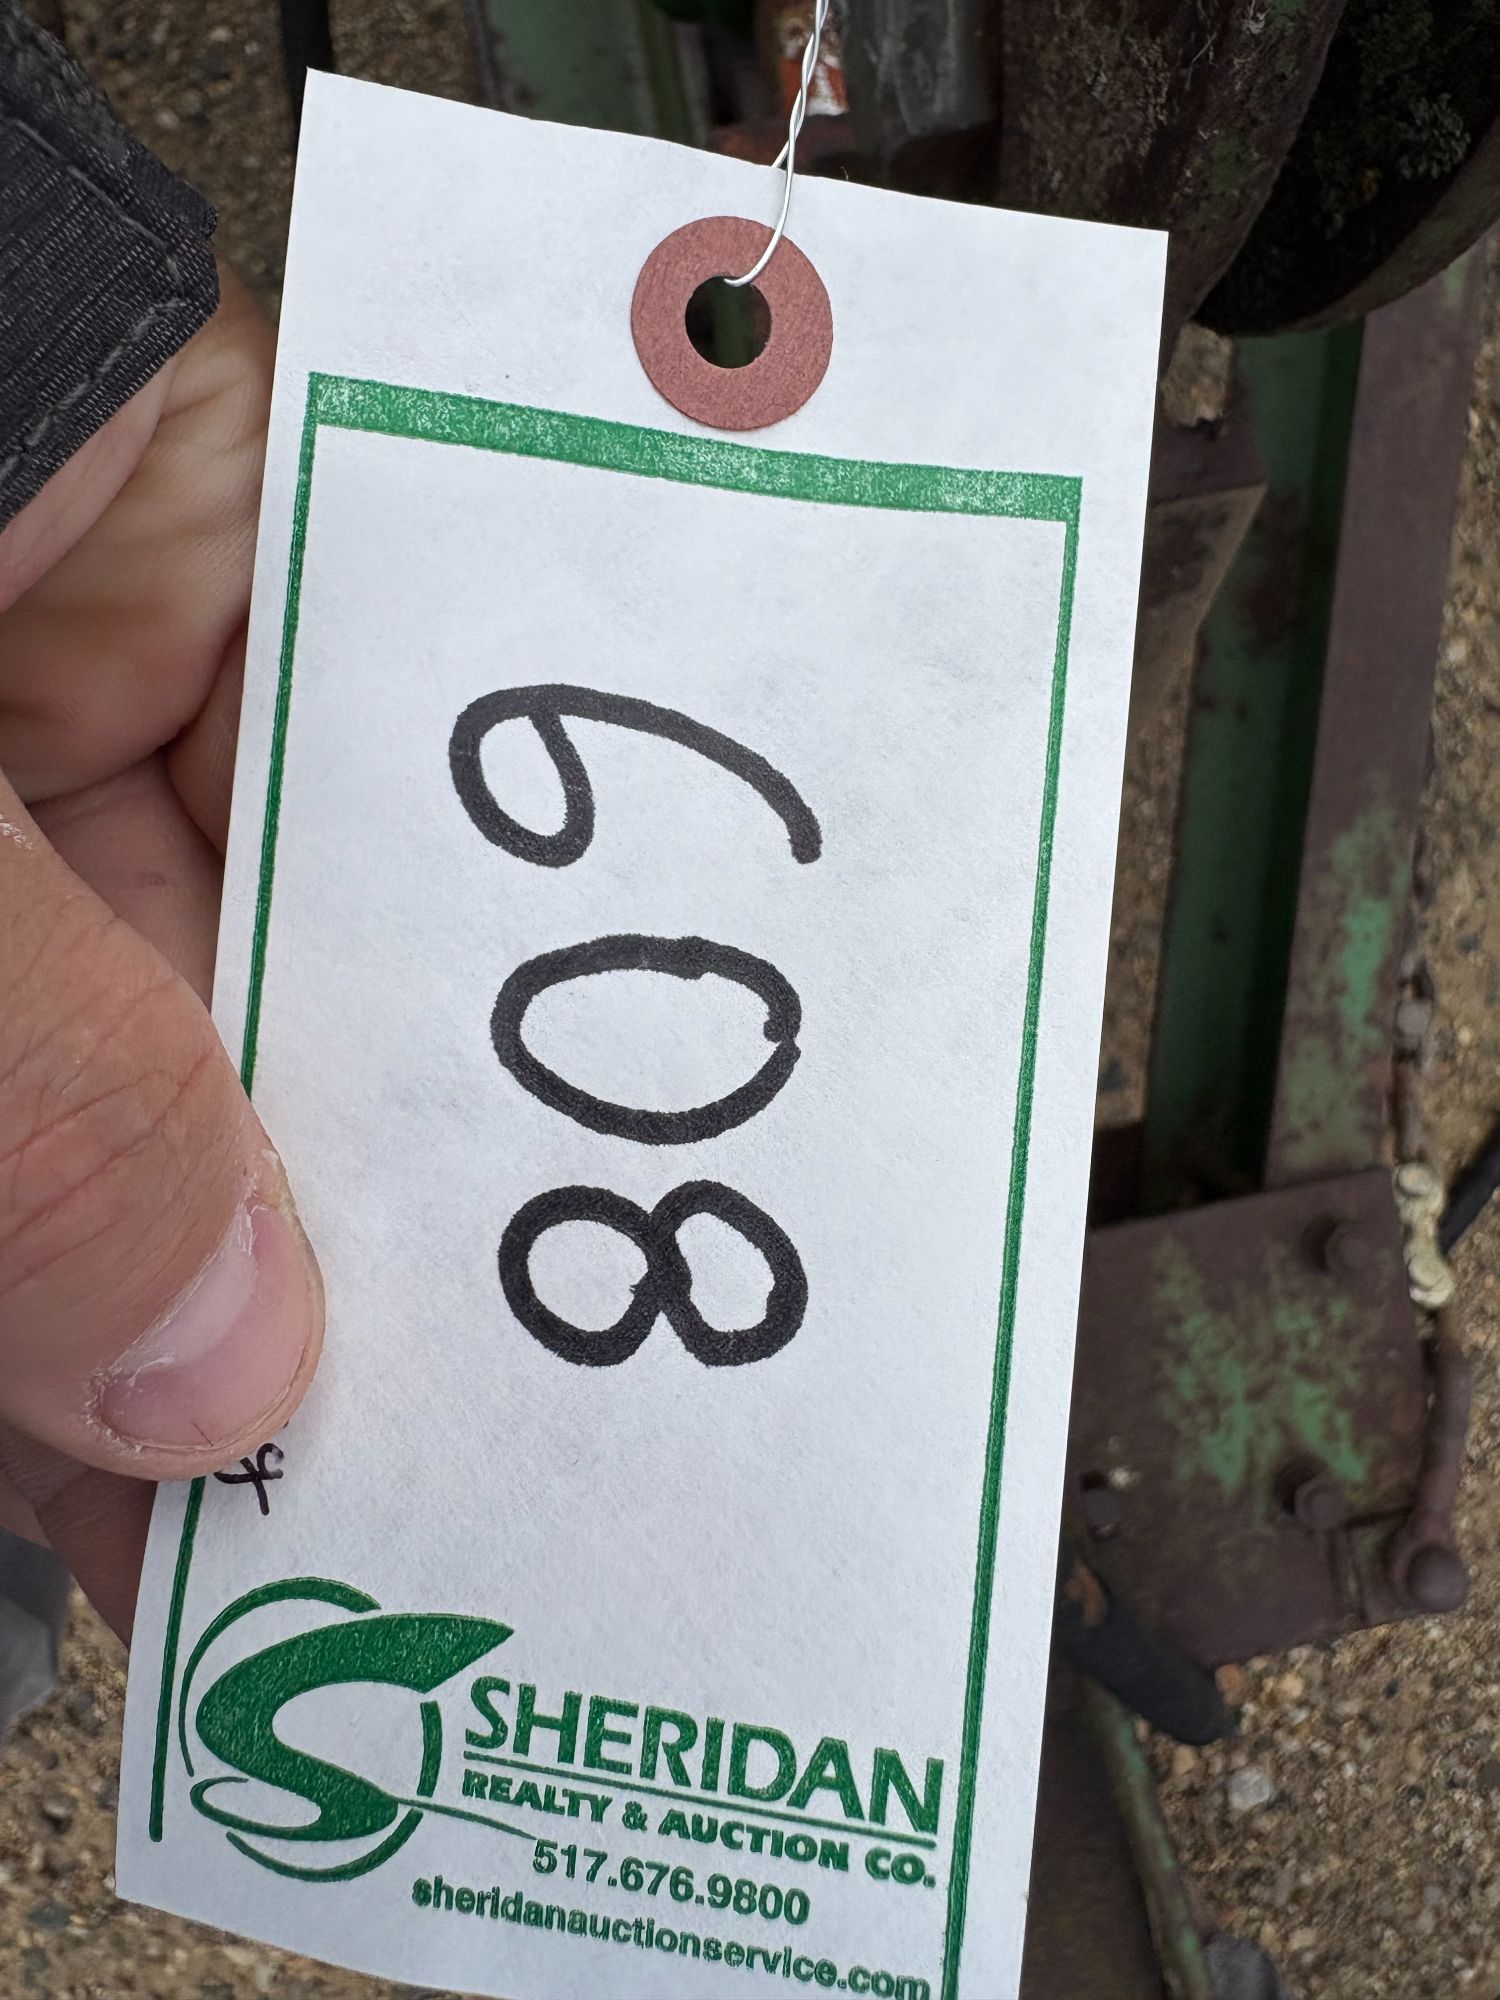 608
SHERIDAN
REALTY & AUCTION CO.
517.676.9800
sheridanauctionservice.com